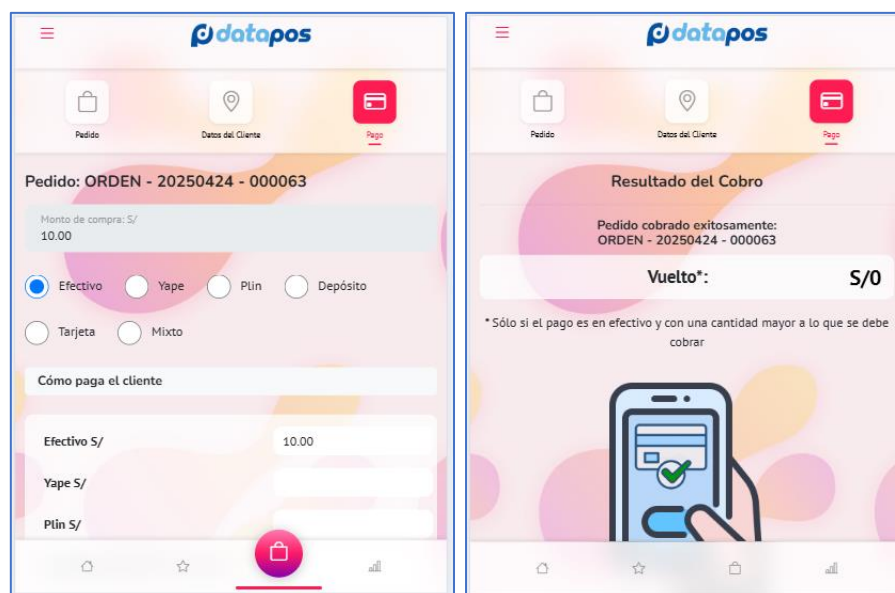 datapos
Pedido
Datos del Cliente
Pago
Pedido: ORDEN - 20250424 - 000063
Monto de compra: S/
10.00
Efectivo
Yape
Plin
Depósito
Tarjeta
Mixto
Cómo paga el cliente
Efectivo S/
10.00
Yape S/
Plin S/
datapos
Pedido
Datos del Cliente
Pago
Resultado del Cobro
Pedido cobrado exitosamente:
ORDEN - 20250424 - 000063
Vuelto*:
S/0
* Sólo si el pago es en efectivo y con una cantidad mayor a lo que se debe
cobrar